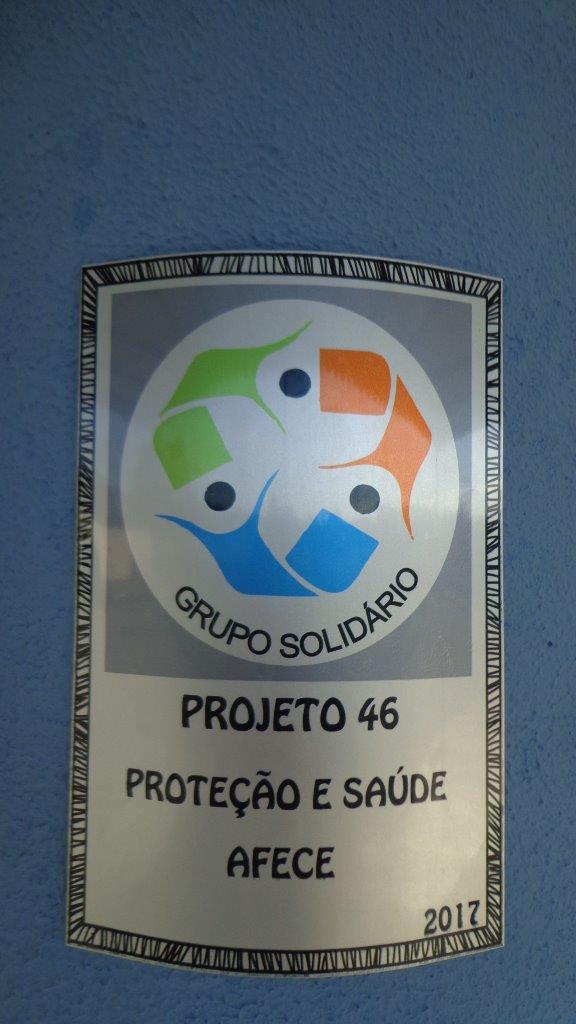 GRUPO SOLIDÁRIO
PROJETO 46
PROTEÇÃO E SAÚDE
AFECE
2017